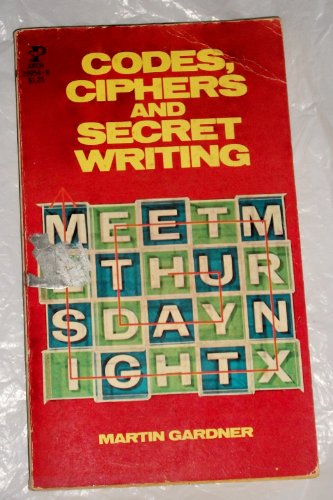 CODES,
CIPHERS
AND
SECRET
WRITING
MEETM
THUR
SDAYN
IGHTX
MARTIN GARDNER